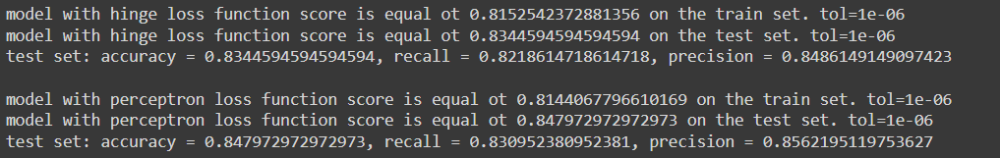 model with hinge loss function score is equal ot 0.8152542372881356 on the train set. tol=1e-06
model with hinge loss function score is equal ot 0.8344594594594594 on the test set. tol=1e-06
test set: accuracy = 0.8344594594594594, recall = 0.8218614718614718, precision = 0.8486149149097423
model with perceptron loss function score is equal ot 0.8144067796610169 on the train set. tol=1e-06
model with perceptron loss function score is equal ot 0.847972972972973 on the test set. tol=1e-06
test set: accuracy = 0.847972972972973, recall = 0.830952380952381, precision = 0.8562195119753627